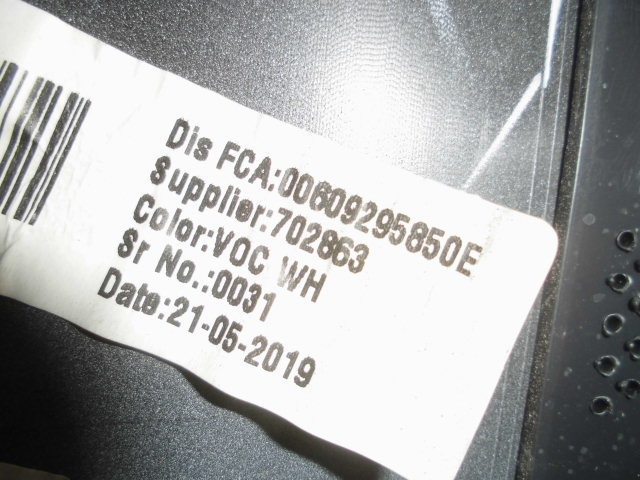 Dis FCA:00609295850E
Supplier:702863
Color:VOC WH
Sr No.:0031
Date:21-05-2019